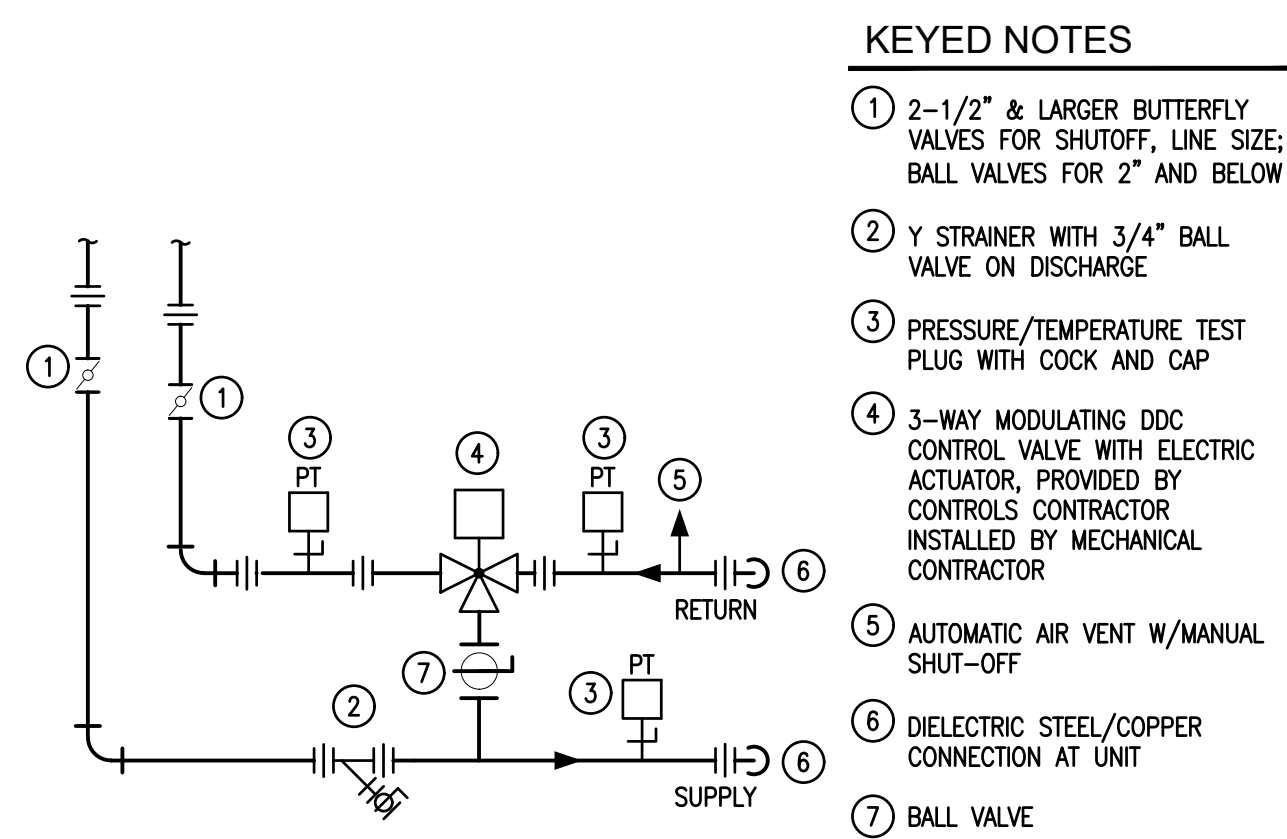 KEYED NOTES
1 2-1/2" & LARGER BUTTERFLY
VALVES FOR SHUTOFF, LINE SIZE;
BALL VALVES FOR 2" AND BELOW
2 Y STRAINER WITH 3/4" BALL
VALVE ON DISCHARGE
3 PRESSURE/TEMPERATURE TEST
PLUG WITH COCK AND CAP
4 3-WAY MODULATING DDC
CONTROL VALVE WITH ELECTRIC
ACTUATOR, PROVIDED BY
CONTROLS CONTRACTOR
INSTALLED BY MECHANICAL
CONTRACTOR
5 AUTOMATIC AIR VENT W/MANUAL
SHUT-OFF
6 DIELECTRIC STEEL/COPPER
CONNECTION AT UNIT
7 BALL VALVE
1
1
3
PT
4
3
PT
5
6
RETURN
7
2
3
PT
6
SUPPLY